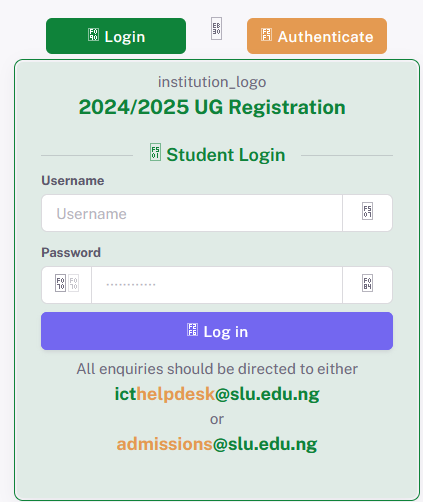 Login
Authenticate
institution_logo
2024/2025 UG Registration
Student Login
Username
Username
Password
Log in
All enquiries should be directed to either
icthelpdesk@slu.edu.ng
or
admissions@slu.edu.ng